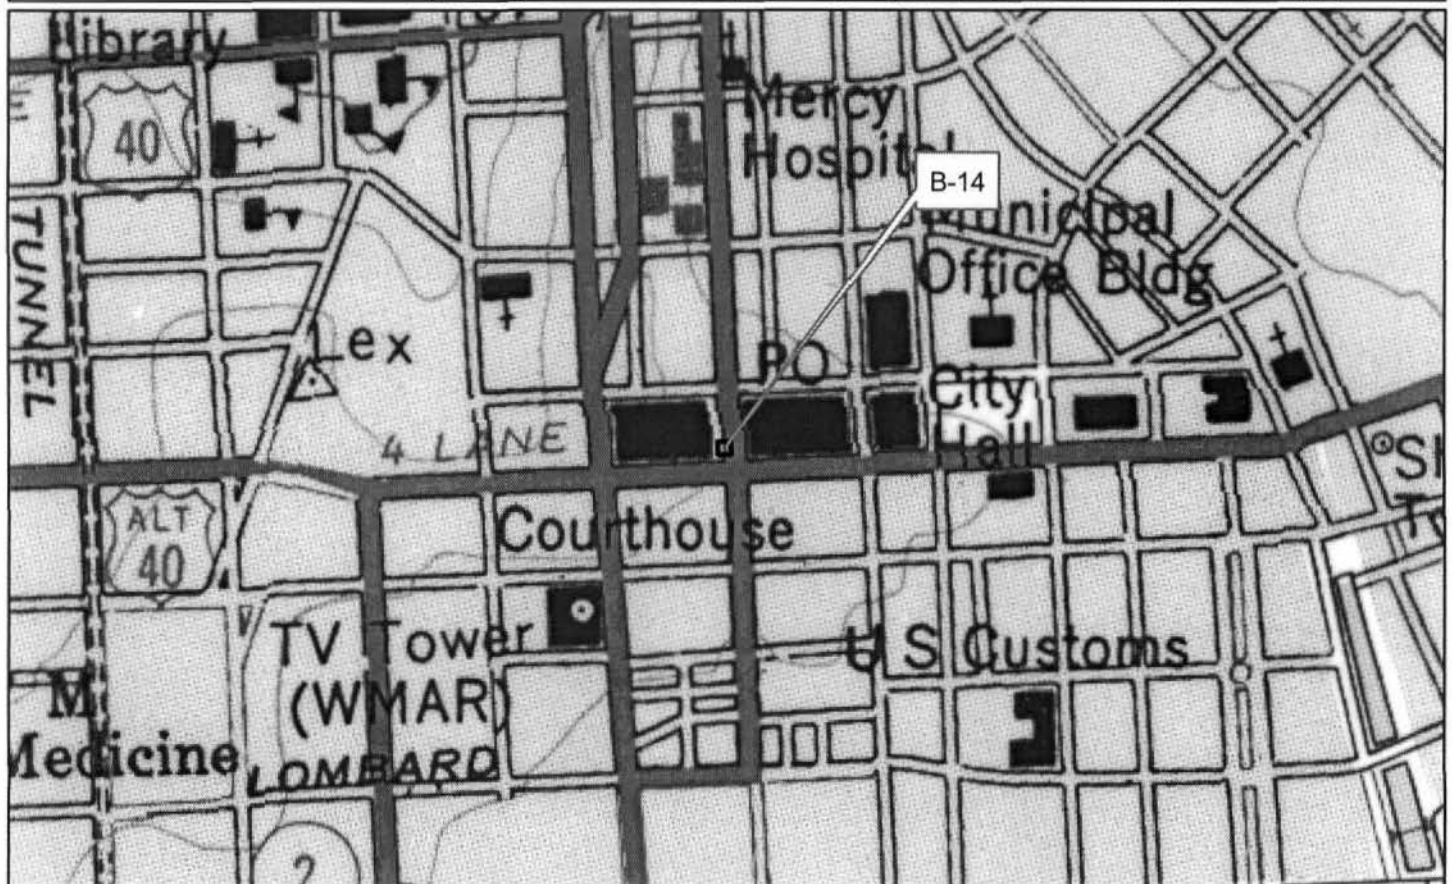 Library
40
Mercy
Hospital
B-14
Municipal
Office Bldg
TUNNEL
Lex
PO
City
Hall
4 LANE
ALT
40
Courthouse
TV Tower
(WMAR)
U S Customs
M
Medicine
LOMBARD
2